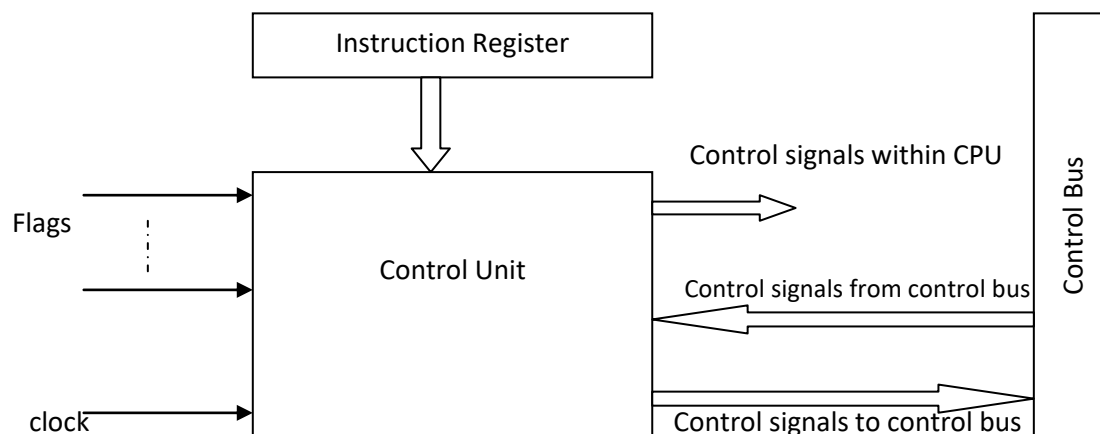 Instruction Register
Control signals within CPU
Flags
Control Unit
Control Bus
Control signals from control bus
clock
Control signals to control bus